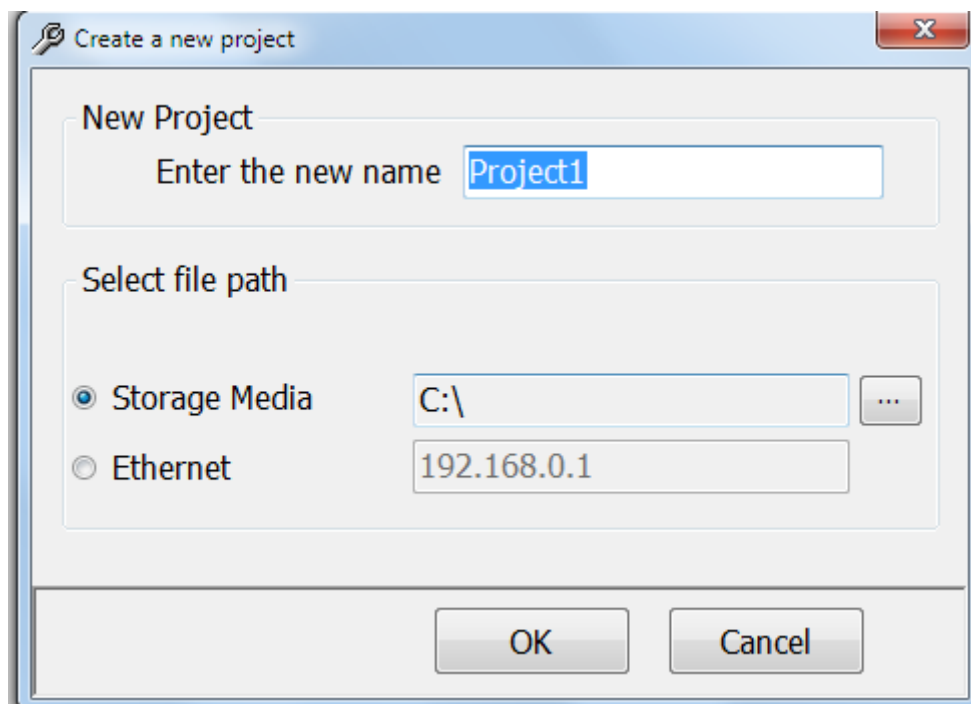 Create a new project
New Project
Enter the new name Project1
Select file path
Storage Media C:\ ...
Ethernet 192.168.0.1
OK Cancel